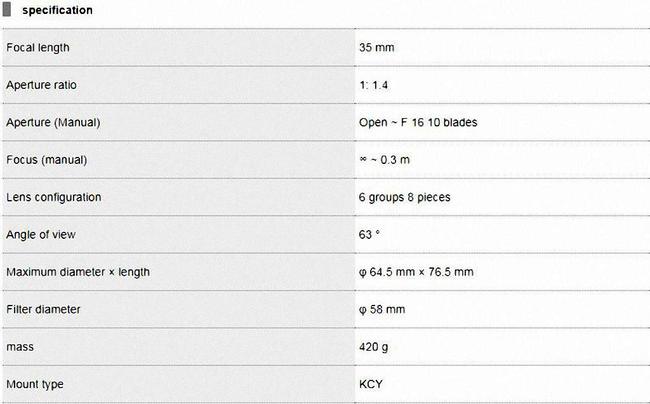 specification
Focal length 35 mm
Aperture ratio 1: 1.4
Aperture (Manual) Open ~ F 16 10 blades
Focus (manual) ∞ ~ 0.3 m
Lens configuration 6 groups 8 pieces
Angle of view 63 °
Maximum diameter × length φ 64.5 mm × 76.5 mm
Filter diameter φ 58 mm
mass 420 g
Mount type KCY